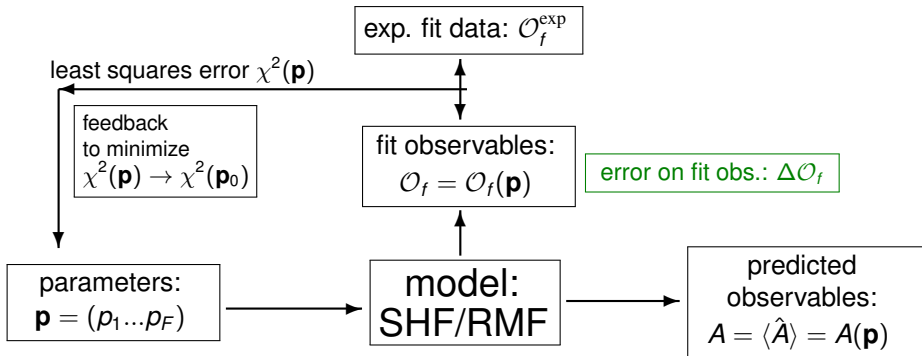 exp. fit data: 𝒪_f^exp
least squares error χ²(𝐩)
feedback
to minimize
χ²(𝐩) → χ²(𝐩₀)
fit observables:
𝒪_f = 𝒪_f(𝐩)
error on fit obs.: Δ𝒪_f
parameters:
𝐩 = (p₁...p_F)
model:
SHF/RMF
predicted
observables:
A = ⟨Â⟩ = A(𝐩)